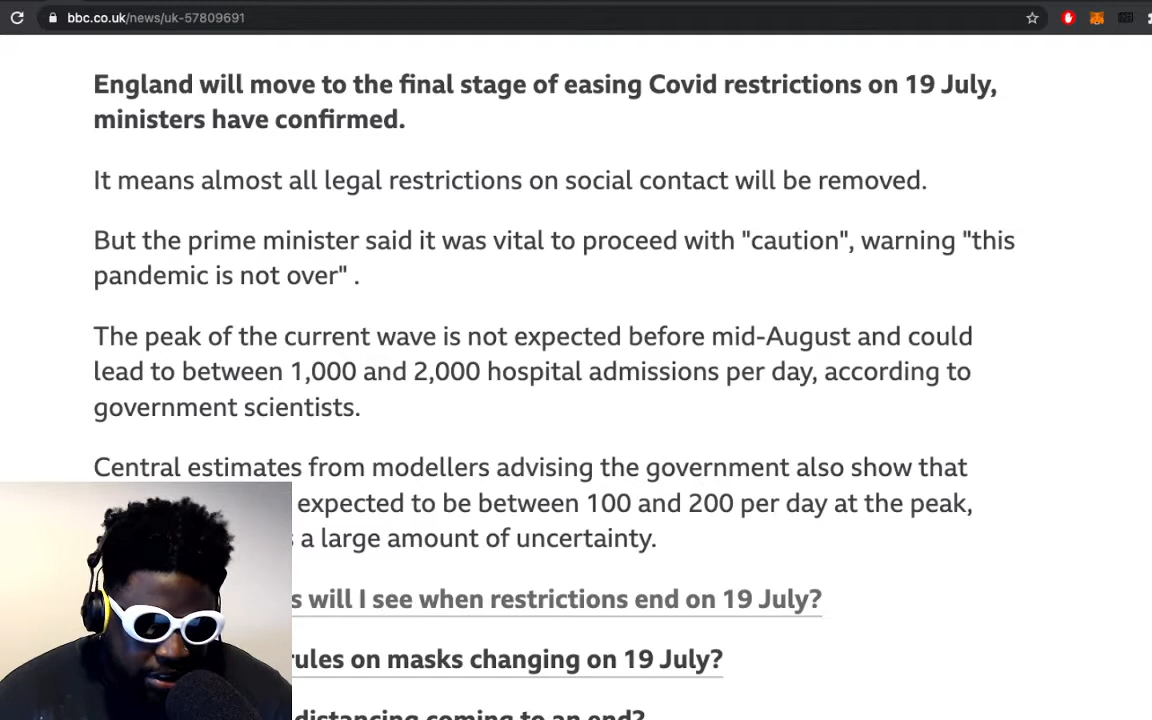 bbc.co.uk/news/uk-57809691
England will move to the final stage of easing Covid restrictions on 19 July,
ministers have confirmed.
It means almost all legal restrictions on social contact will be removed.
But the prime minister said it was vital to proceed with "caution", warning "this
pandemic is not over" .
The peak of the current wave is not expected before mid-August and could
lead to between 1,000 and 2,000 hospital admissions per day, according to
government scientists.
Central estimates from modellers advising the government also show that
expected to be between 100 and 200 per day at the peak,
a large amount of uncertainty.
will I see when restrictions end on 19 July?
rules on masks changing on 19 July?
distancing coming to an end?